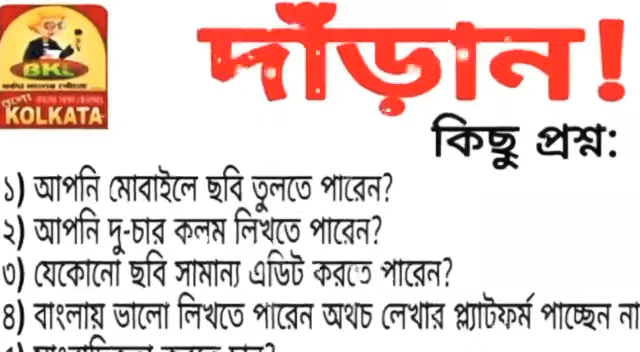 দাঁড়ান!
BKL
KOLKATA
কিছু প্রশ্ন:
১) আপনি মোবাইলে ছবি তুলতে পারেন?
২) আপনি দু-চার কলম লিখতে পারেন?
৩) যেকোনো ছবি সামান্য এডিট করতে পারেন?
৪) বাংলায় ভালো লিখতে পারেন অথচ লেখার প্ল্যাটফর্ম পাচ্ছেন না